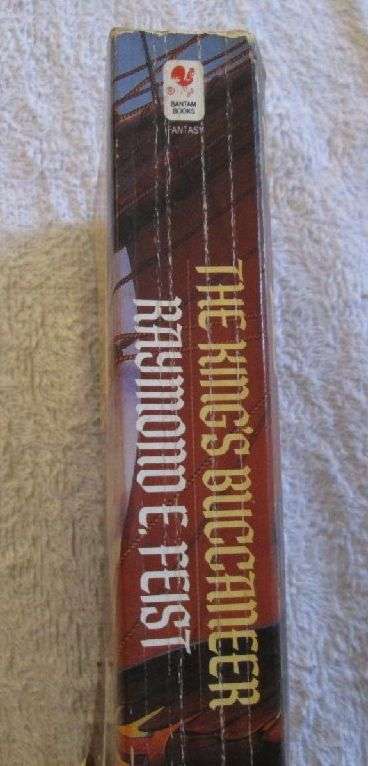 BANTAM
BOOKS
FANTASY
THE KING'S BUCCANEER
RAYMOND E. FEIST